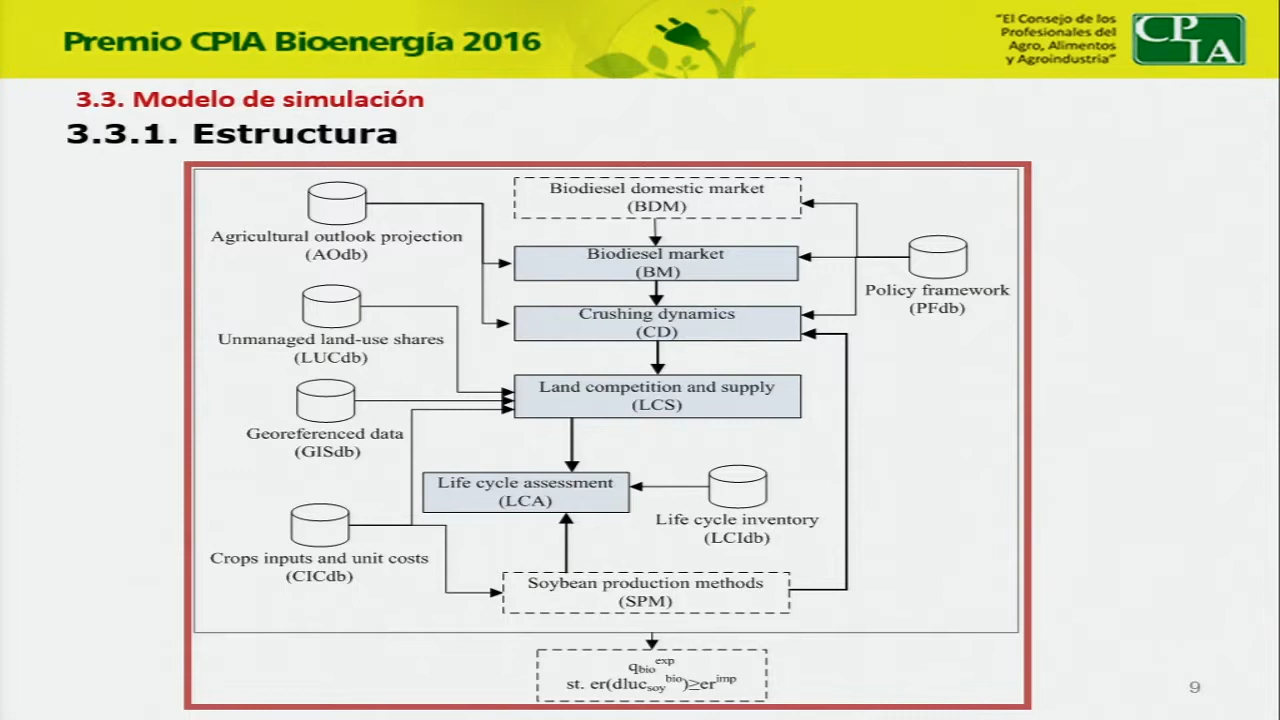 Premio CPIA Bioenergía 2016
"El Consejo de los
Profesionales del
Agro, Alimentos
y Agroindustria"
CPIA
3.3. Modelo de simulación
3.3.1. Estructura
Biodiesel domestic market
(BDM)
Agricultural outlook projection
(AOdb)
Biodiesel market
(BM)
Policy framework
(PFdb)
Crushing dynamics
(CD)
Unmanaged land-use shares
(LUCdb)
Land competition and supply
(LCS)
Georeferenced data
(GISdb)
Life cycle assessment
(LCA)
Life cycle inventory
(LCIdb)
Crops inputs and unit costs
(CICdb)
Soybean production methods
(SPM)
qbio exp
st. er(dlucsoy bio)≥er imp
9